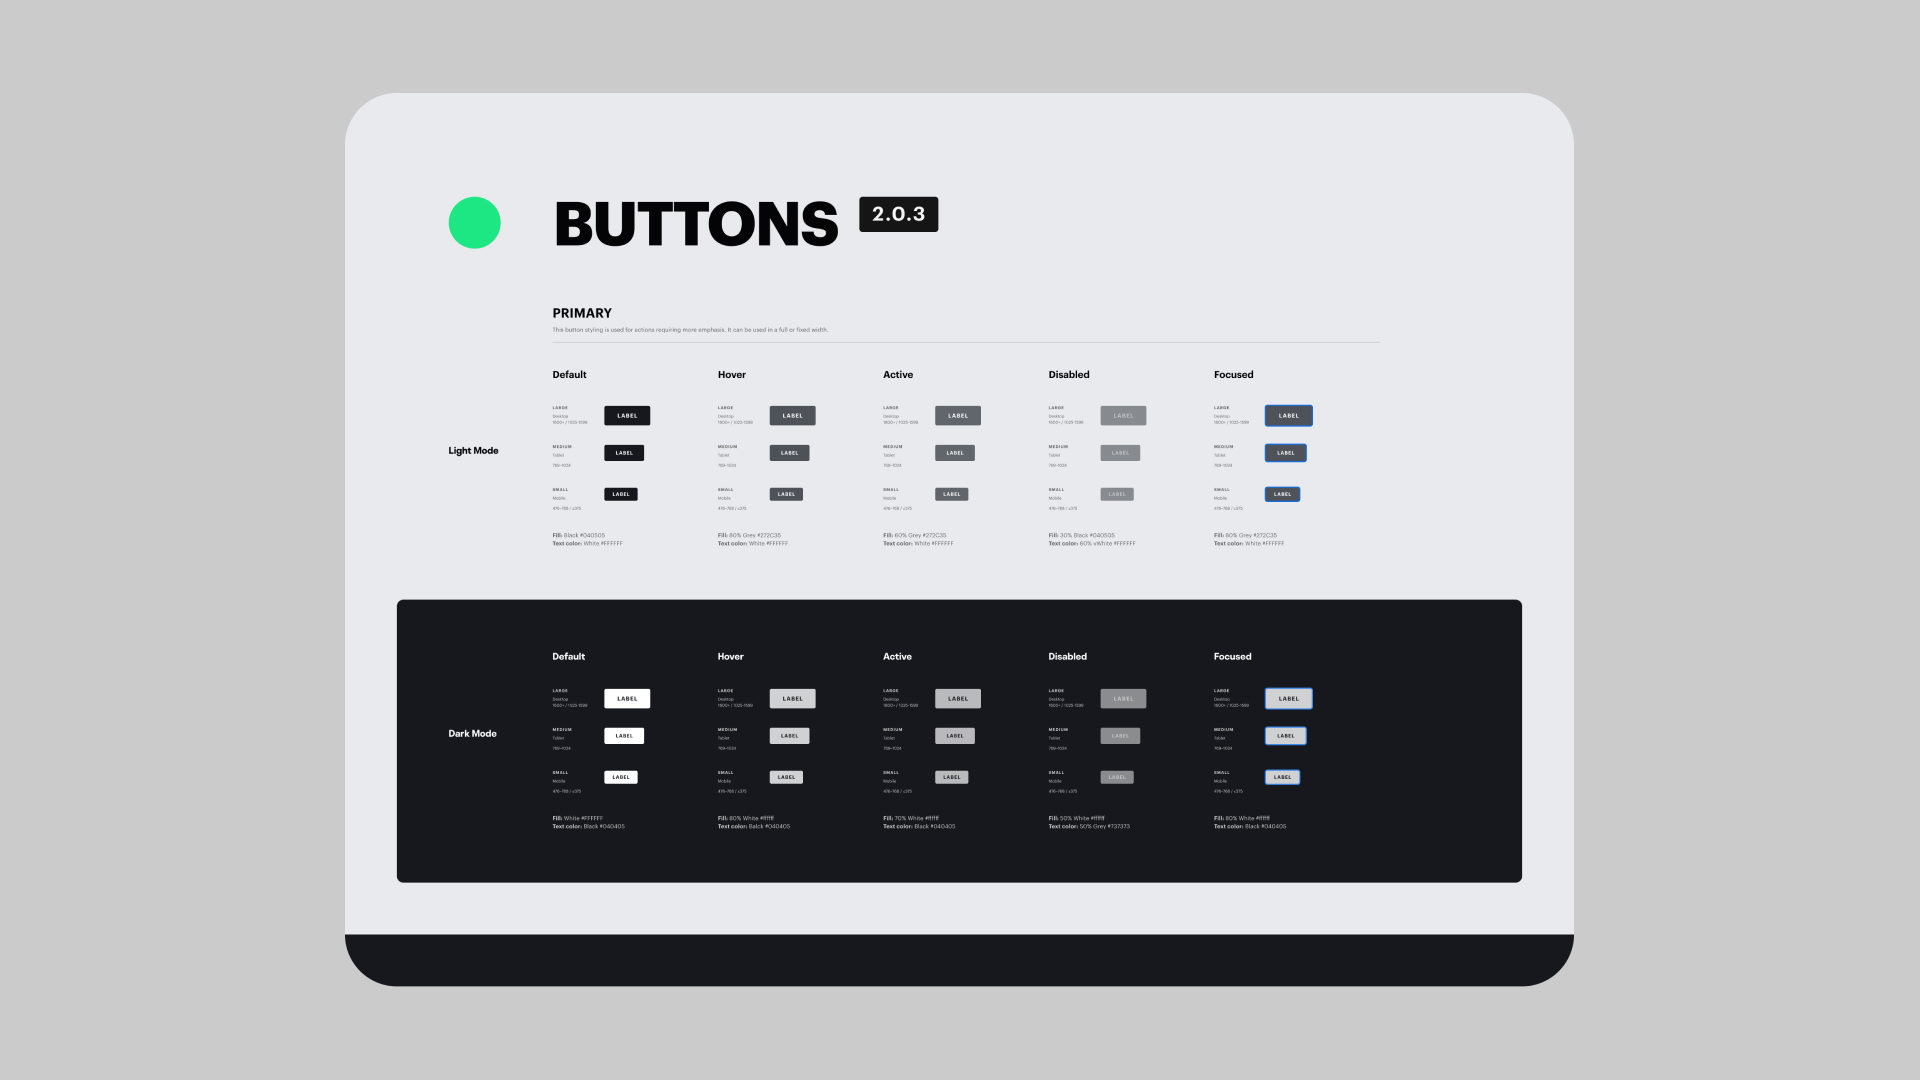 BUTTONS 2.0.3
PRIMARY
This button styling is used for actions requiring more emphasis. It can be used in a full or fixed width.
Light Mode
Default
LARGE
Desktop
1600+ / 1025-1599
LABEL
MEDIUM
Tablet
769-1024
LABEL
SMALL
Mobile
476-768 / ≤375
LABEL
Fill: Black #040505
Text color: White #FFFFFF
Hover
LARGE
Desktop
1600+ / 1025-1599
LABEL
MEDIUM
Tablet
769-1024
LABEL
SMALL
Mobile
476-768 / ≤375
LABEL
Fill: 80% Grey #272C35
Text color: White #FFFFFF
Active
LARGE
Desktop
1600+ / 1025-1599
LABEL
MEDIUM
Tablet
769-1024
LABEL
SMALL
Mobile
476-768 / ≤375
LABEL
Fill: 60% Grey #272C35
Text color: White #FFFFFF
Disabled
LARGE
Desktop
1600+ / 1025-1599
LABEL
MEDIUM
Tablet
769-1024
LABEL
SMALL
Mobile
476-768 / ≤375
LABEL
Fill: 30% Black #040505
Text color: 60% vWhite #FFFFFF
Focused
LARGE
Desktop
1600+ / 1025-1599
LABEL
MEDIUM
Tablet
769-1024
LABEL
SMALL
Mobile
476-768 / ≤375
LABEL
Fill: 80% Grey #272C35
Text color: White #FFFFFF
Dark Mode
Default
LARGE
Desktop
1600+ / 1025-1599
LABEL
MEDIUM
Tablet
769-1024
LABEL
SMALL
Mobile
476-768 / ≤375
LABEL
Fill: White #FFFFFF
Text color: Black #040405
Hover
LARGE
Desktop
1600+ / 1025-1599
LABEL
MEDIUM
Tablet
769-1024
LABEL
SMALL
Mobile
476-768 / ≤375
LABEL
Fill: 80% White #ffffff
Text color: Balck #040405
Active
LARGE
Desktop
1600+ / 1025-1599
LABEL
MEDIUM
Tablet
769-1024
LABEL
SMALL
Mobile
476-768 / ≤375
LABEL
Fill: 70% White #ffffff
Text color: Black #040405
Disabled
LARGE
Desktop
1600+ / 1025-1599
LABEL
MEDIUM
Tablet
769-1024
LABEL
SMALL
Mobile
476-768 / ≤375
LABEL
Fill: 50% White #ffffff
Text color: 50% Grey #737373
Focused
LARGE
Desktop
1600+ / 1025-1599
LABEL
MEDIUM
Tablet
769-1024
LABEL
SMALL
Mobile
476-768 / ≤375
LABEL
Fill: 80% White #ffffff
Text color: Black #040405